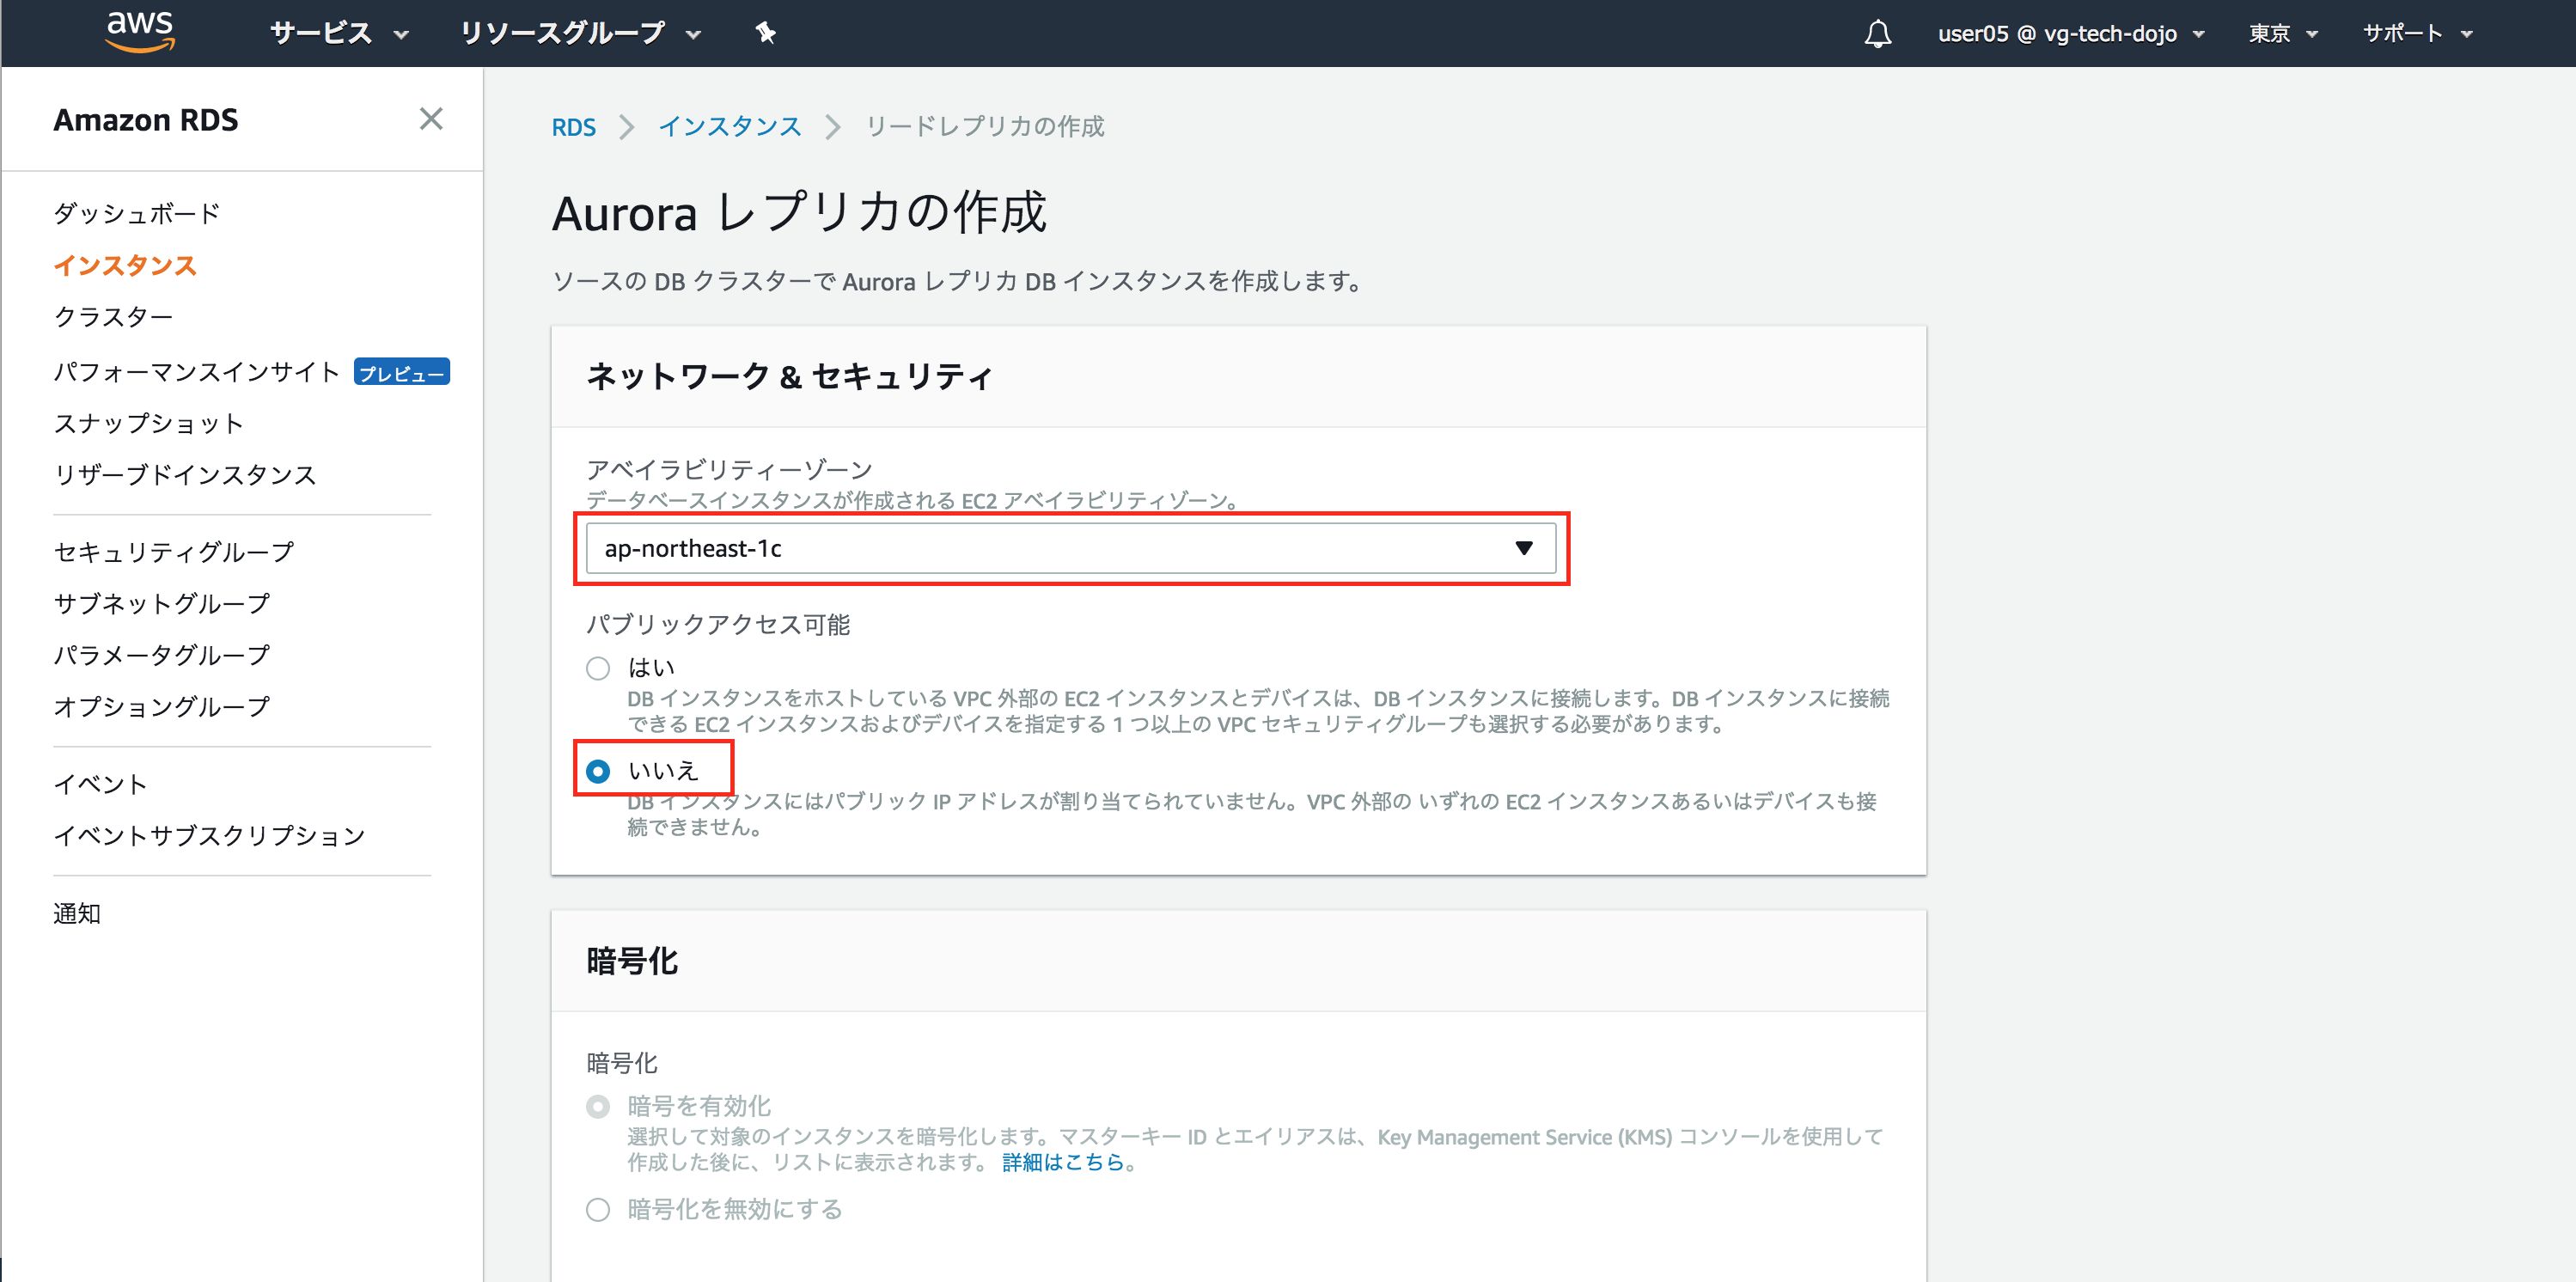 aws
サービス
リソースグループ
user05 @ vg-tech-dojo
東京
サポート
Amazon RDS
ダッシュボード
インスタンス
クラスター
パフォーマンスインサイト プレビュー
スナップショット
リザーブドインスタンス
セキュリティグループ
サブネットグループ
パラメータグループ
オプショングループ
イベント
イベントサブスクリプション
通知
RDS
インスタンス
リードレプリカの作成
Aurora レプリカの作成
ソースの DB クラスターで Aurora レプリカ DB インスタンスを作成します。
ネットワーク & セキュリティ
アベイラビリティーゾーン
データベースインスタンスが作成される EC2 アベイラビリティゾーン。
ap-northeast-1c
パブリックアクセス可能
はい
DB インスタンスをホストしている VPC 外部の EC2 インスタンスとデバイスは、DB インスタンスに接続します。DB インスタンスに接続
できる EC2 インスタンスおよびデバイスを指定する 1 つ以上の VPC セキュリティグループも選択する必要があります。
いいえ
DB インスタンスにはパブリック IP アドレスが割り当てられていません。VPC 外部の いずれの EC2 インスタンスあるいはデバイスも接
続できません。
暗号化
暗号化
暗号を有効化
選択して対象のインスタンスを暗号化します。マスターキー ID とエイリアスは、Key Management Service (KMS) コンソールを使用して
作成した後に、リストに表示されます。 詳細はこちら。
暗号化を無効にする